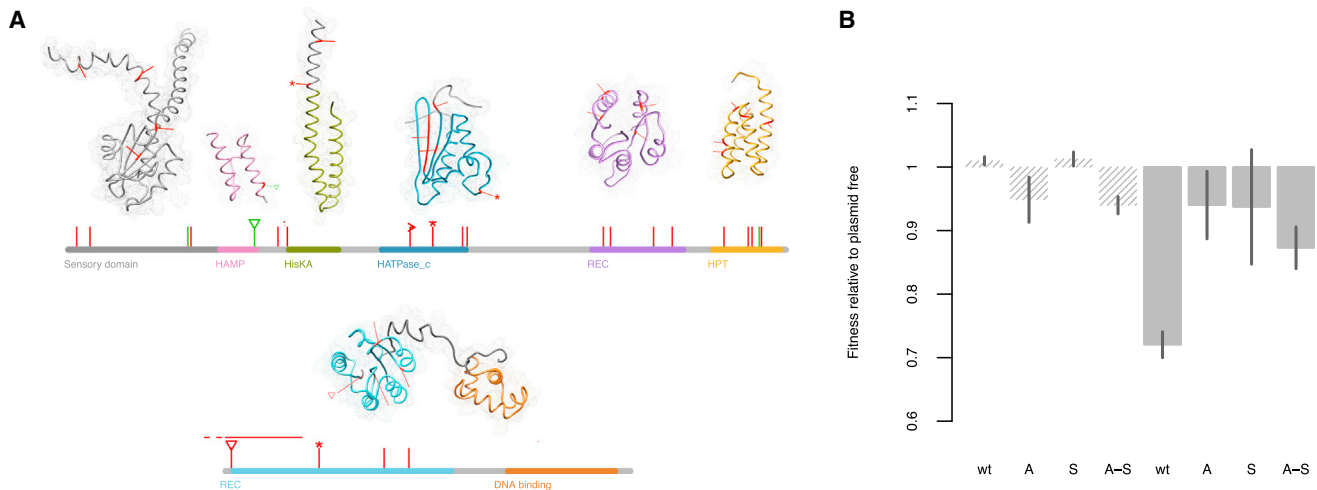 A
*
*
*
Sensory domain
HAMP
HisKA
HATPase_c
REC
HPT
*
REC
DNA binding
B
Fitness relative to plasmid free
1.1
1
0.9
0.8
0.7
0.6
wt A S A–S wt A S A–S